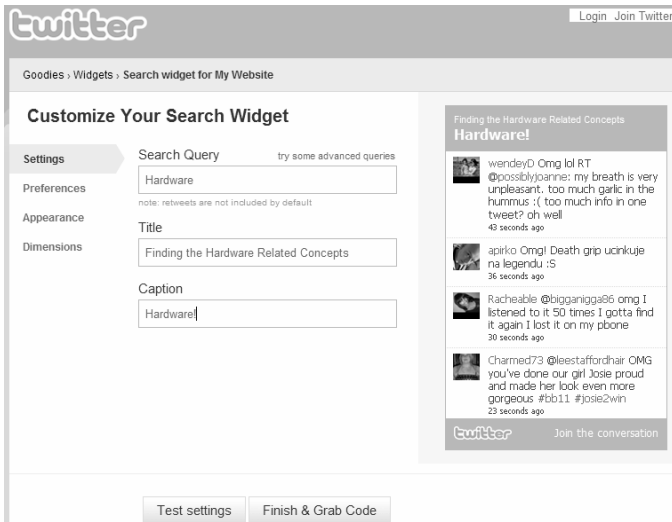 twitter
Login Join Twitter
Goodies › Widgets › Search widget for My Website
Customize Your Search Widget
Settings
Preferences
Appearance
Dimensions
Search Query try some advanced queries
Hardware
note: retweets are not included by default
Title
Finding the Hardware Related Concepts
Caption
Hardware!
Finding the Hardware Related Concepts
Hardware!
wendeyD Omg lol RT
@possiblyjoanne: my breath is very
unpleasant. too much garlic in the
hummus :( too much info in one
tweet? oh well
43 seconds ago
apirko Omg! Death grip ucinkuje
na legendu :S
36 seconds ago
Racheable @bigganigga86 omg I
listened to it 50 times I gotta find
it again I lost it on my pbone
30 seconds ago
Charmed73 @leestaffordhair OMG
you've done our girl Josie proud
and made her look even more
gorgeous #bb11 #josie2win
23 seconds ago
twitter Join the conversation
Test settings Finish & Grab Code